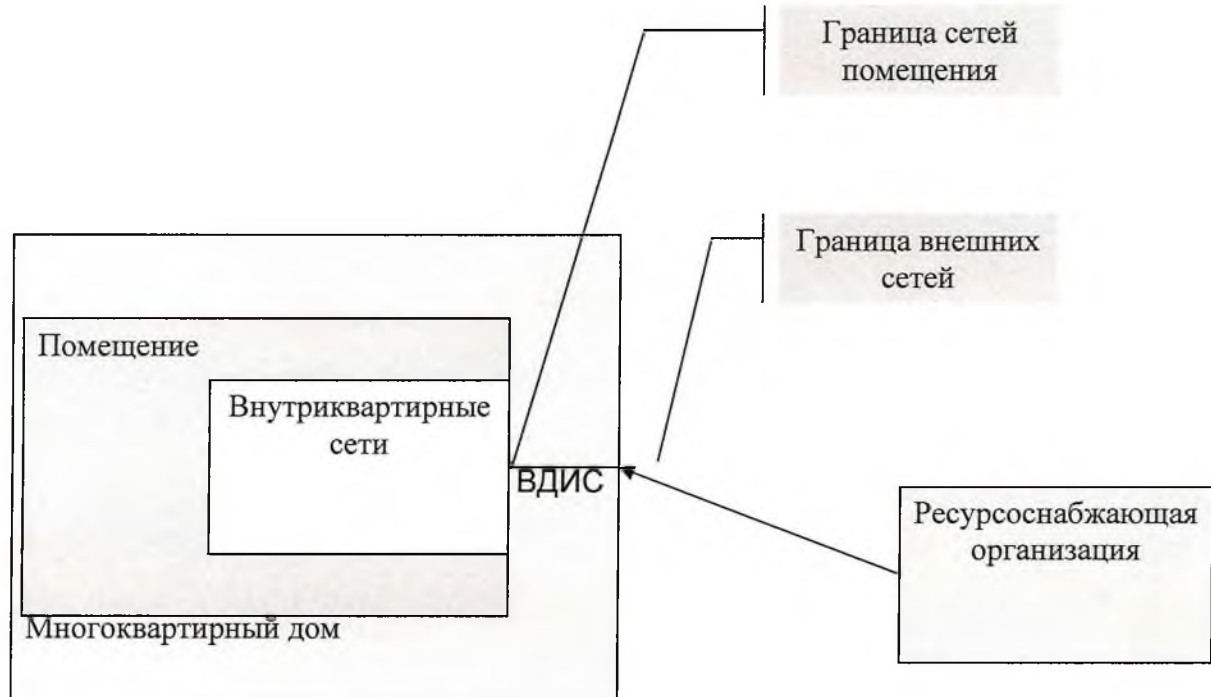 Граница сетей
помещения
Граница внешних
сетей
Помещение
Внутриквартирные
сети
ВДИС
Ресурсоснабжающая
организация
Многоквартирный дом